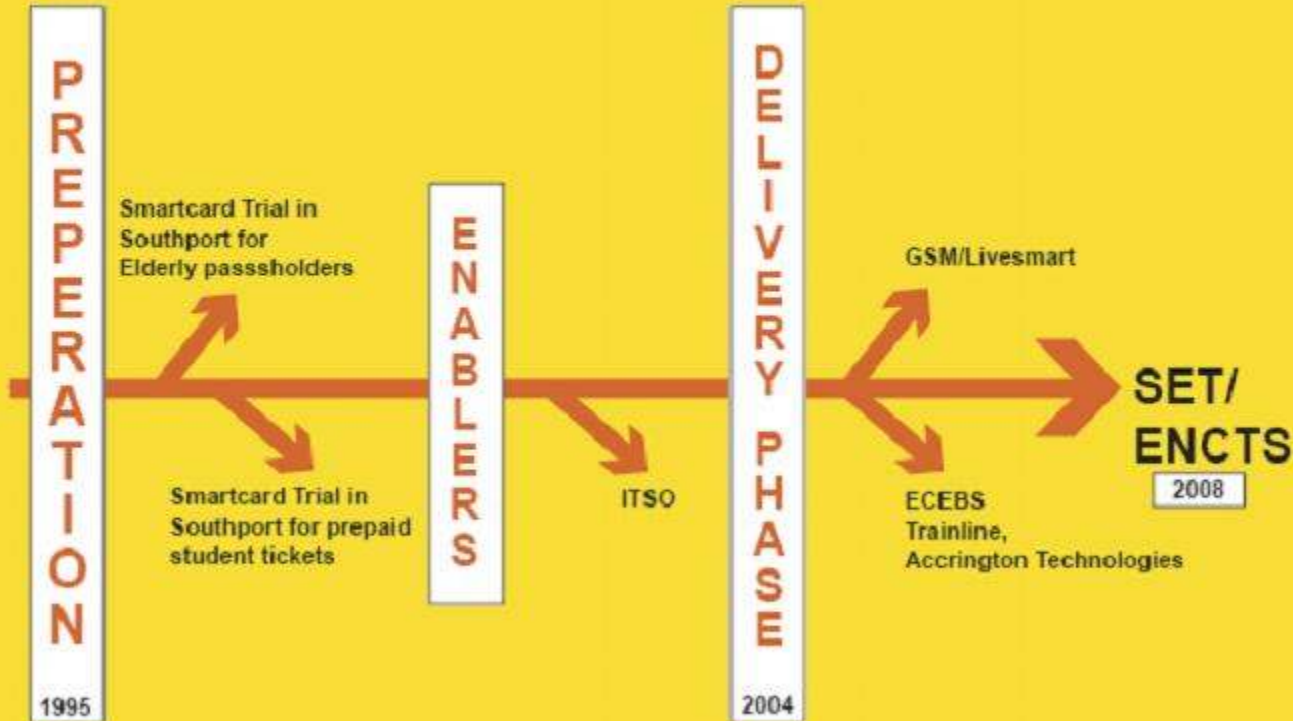 PREPERATION
1995
Smartcard Trial in
Southport for
Elderly passsholders
Smartcard Trial in
Southport for prepaid
student tickets
ENABLERS
ITSO
DELIVERY PHASE
2004
GSM/Livesmart
ECEBS
Trainline,
Accrington Technologies
SET/
ENCTS
2008